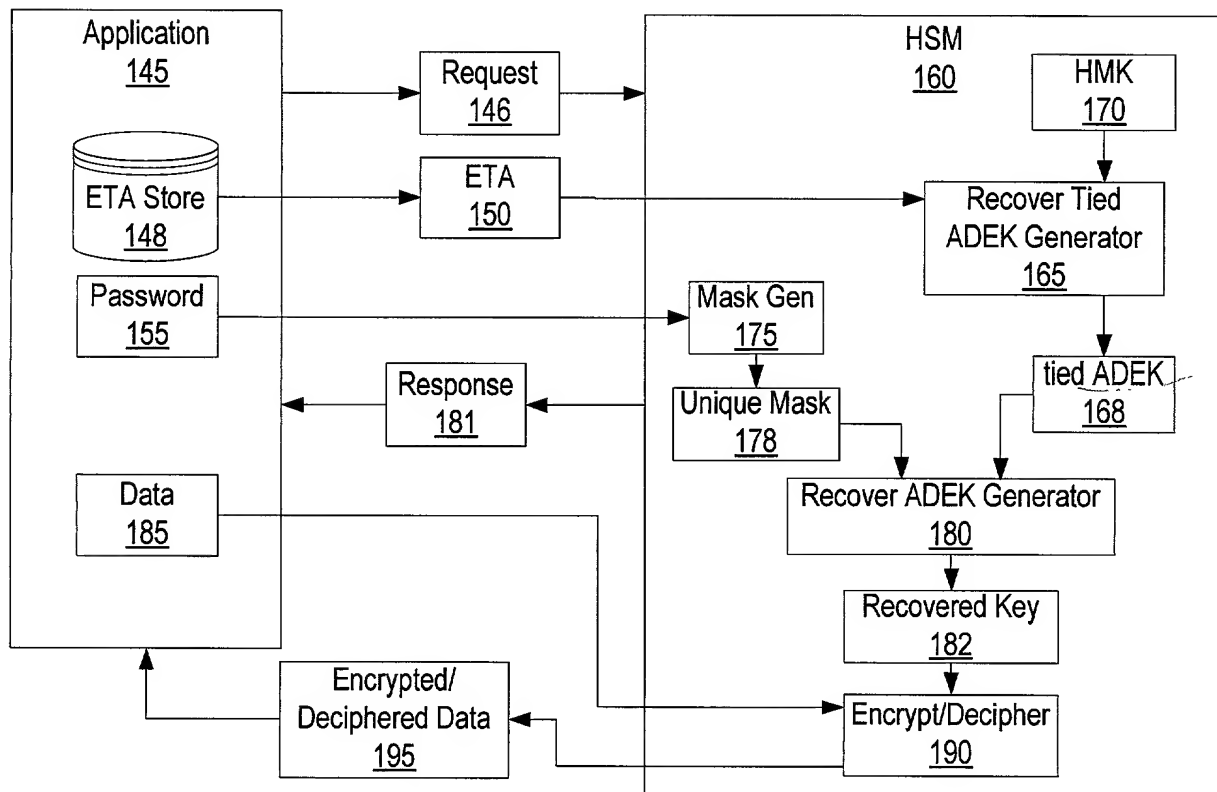 Application
145
Request
146
HSM
160
HMK
170
ETA Store
148
ETA
150
Recover Tied
ADEK Generator
165
Password
155
Mask Gen
175
tied ADEK
168
Response
181
Unique Mask
178
Data
185
Recover ADEK Generator
180
Recovered Key
182
Encrypted/
Deciphered Data
195
Encrypt/Decipher
190